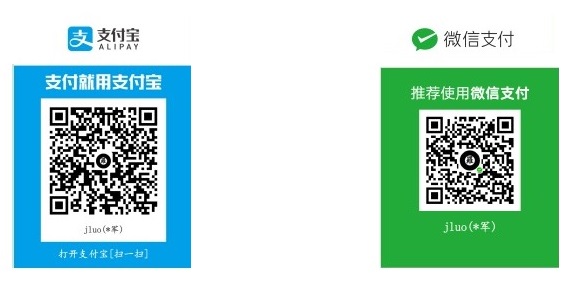 支付宝
ALIPAY
支付就用支付宝
jluo(*军)
打开支付宝[扫一扫]
微信支付
推荐使用微信支付
jluo(*军)